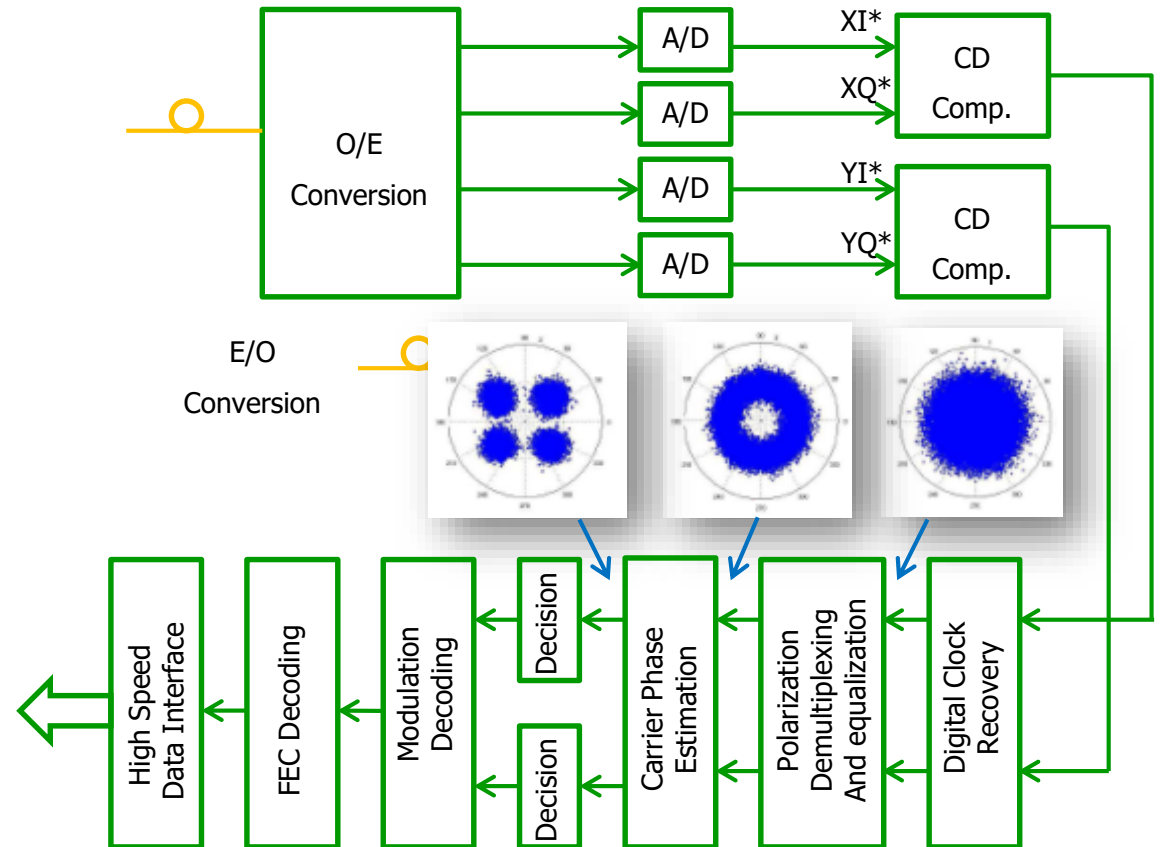 O/E
Conversion
A/D
A/D
A/D
A/D
XI*
XQ*
YI*
YQ*
CD
Comp.
CD
Comp.
E/O
Conversion
High Speed
Data Interface
FEC Decoding
Modulation
Decoding
Decision
Decision
Carrier Phase
Estimation
Polarization
Demultiplexing
And equalization
Digital Clock
Recovery